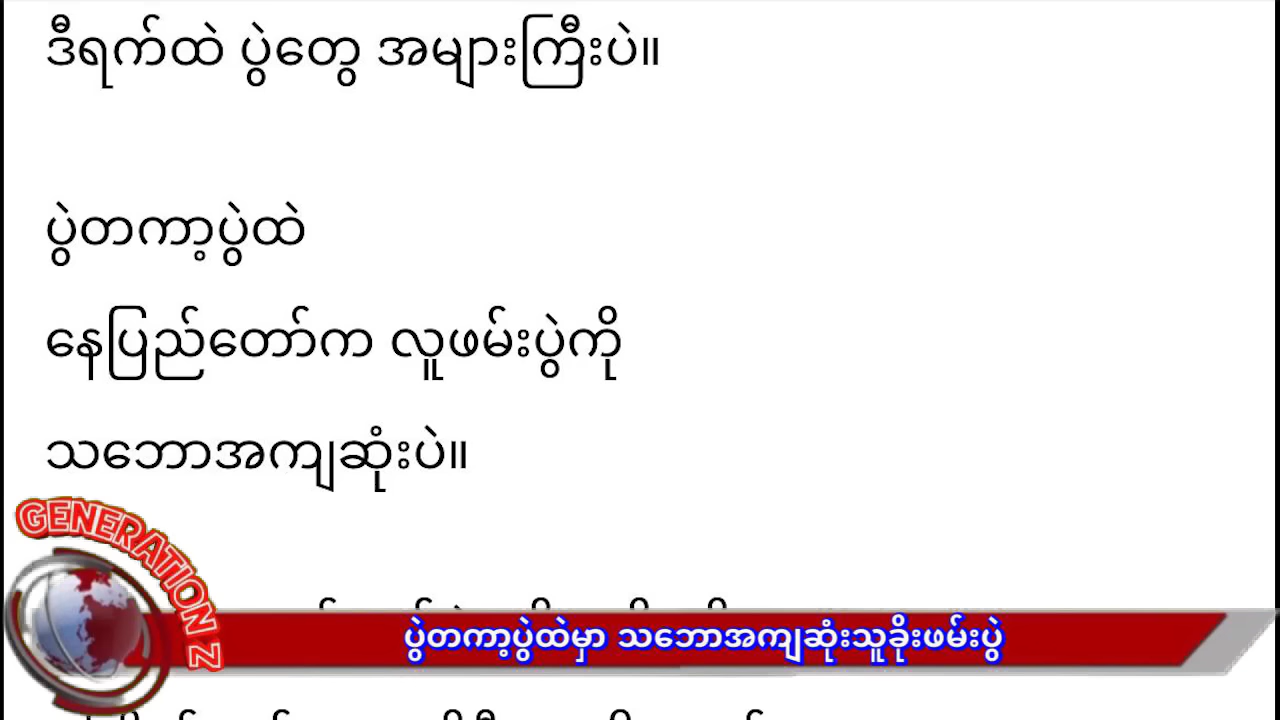 ဒီရက်ထဲ ပွဲတွေ အများကြီးပဲ။
ပွဲတကာ့ပွဲထဲ
နေပြည်တော်က လူဖမ်းပွဲကို
သဘောအကျဆုံးပဲ။
GENERATION Z
ပွဲတကာ့ပွဲထဲမှာ သဘောအကျဆုံးသူခိုးဖမ်းပွဲ